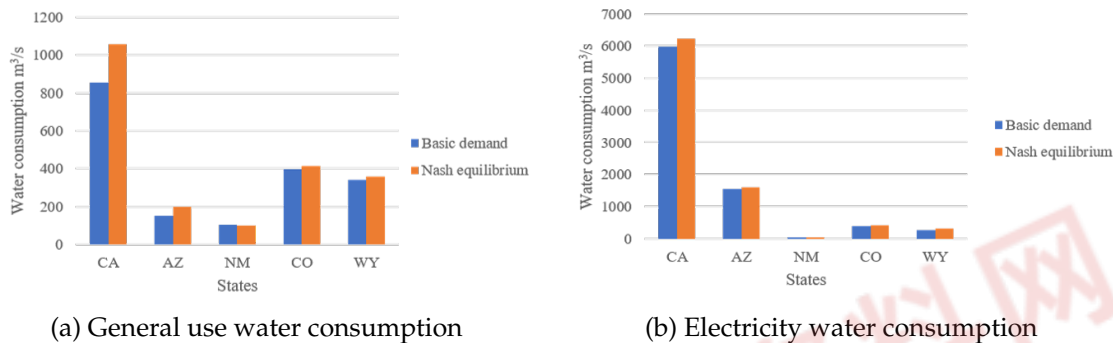 1200
1000
800
600
400
200
0
Water consumption m³/s
CA AZ NM CO WY
States
Basic demand
Nash equilibrium
(a) General use water consumption
7000
6000
5000
4000
3000
2000
1000
0
Water consumption m³/s
CA AZ NM CO WY
States
Basic demand
Nash equilibrium
(b) Electricity water consumption
料网